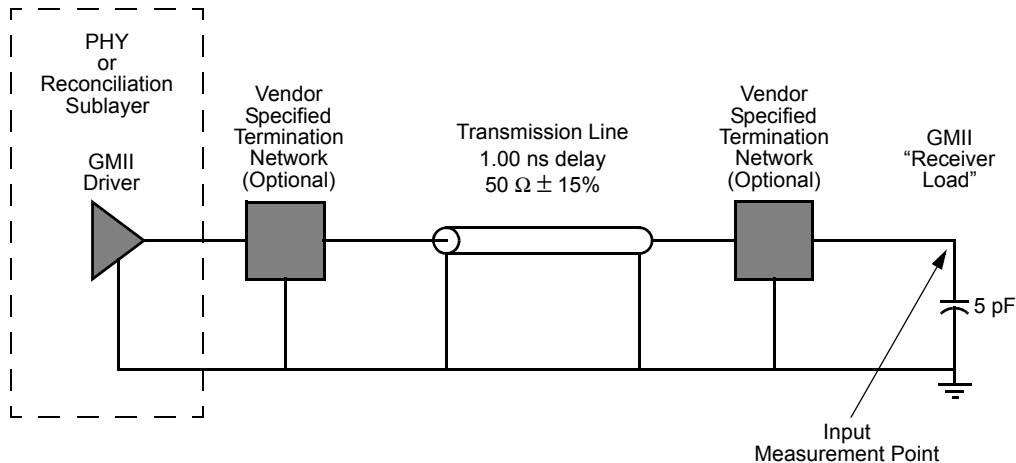 PHY
or
Reconciliation
Sublayer
GMII
Driver
Vendor
Specified
Termination
Network
(Optional)
Transmission Line
1.00 ns delay
50 Ω ± 15%
Vendor
Specified
Termination
Network
(Optional)
GMII
“Receiver
Load”
5 pF
Input
Measurement Point